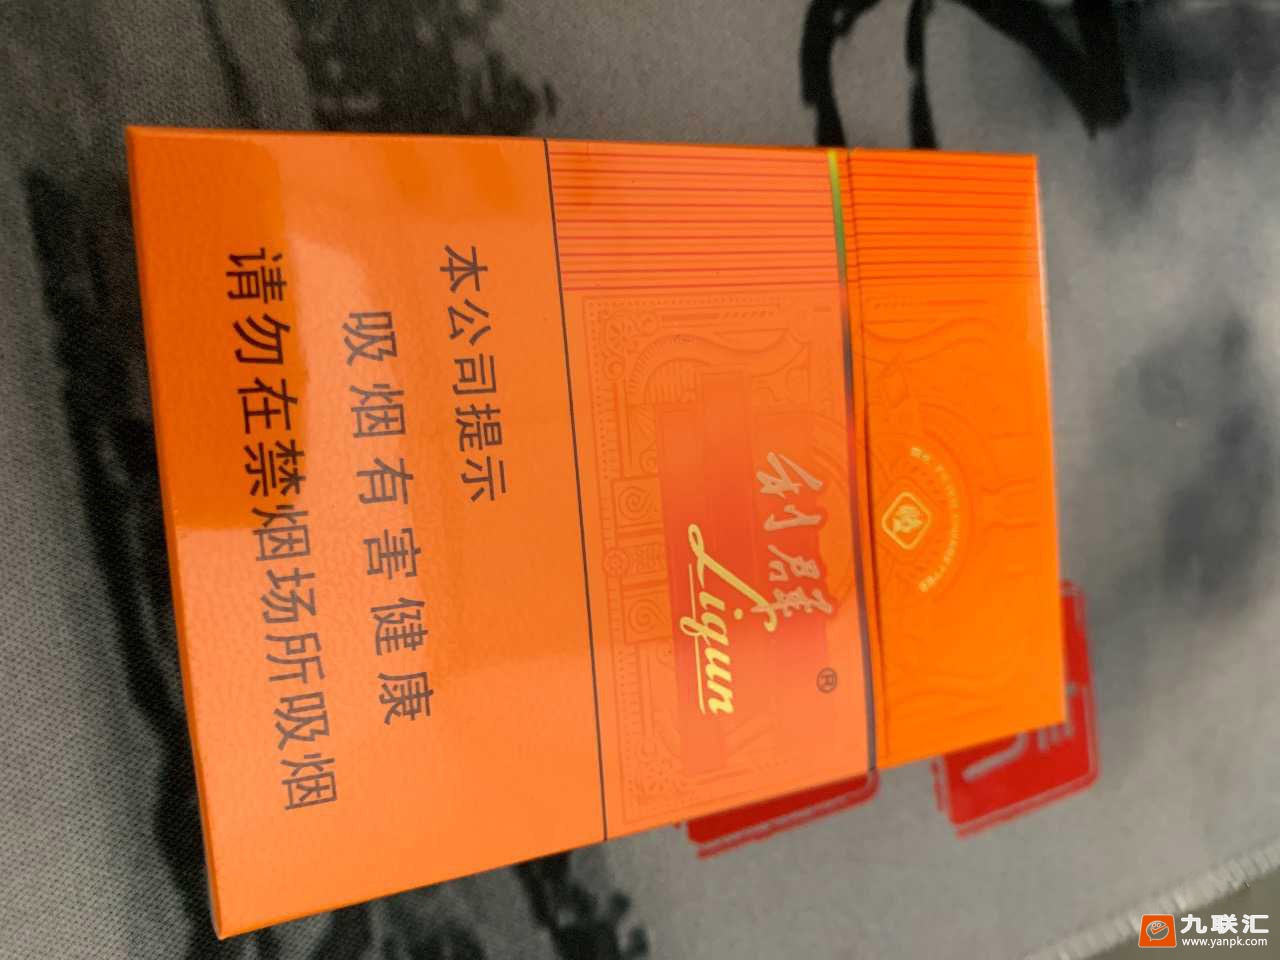 利群
®
Liqun
本公司提示
吸烟有害健康
请勿在禁烟场所吸烟
九联汇
www.yanpk.com